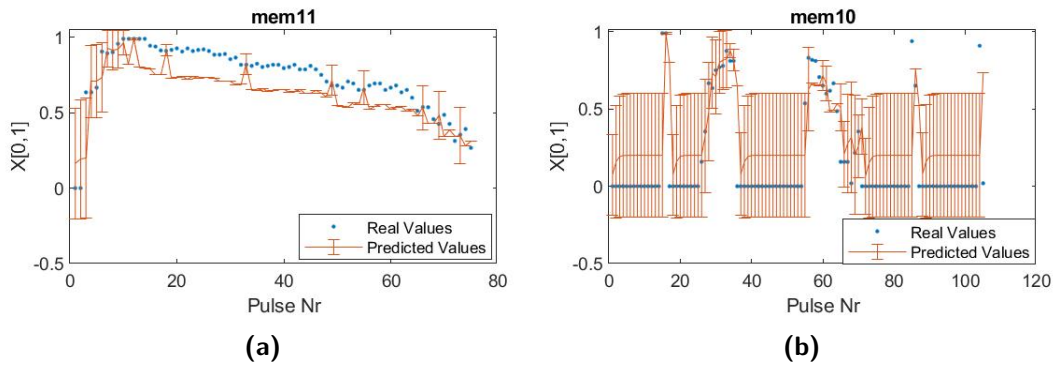 mem11
1
0.5
0
-0.5
X[0,1]
0
20
40
60
80
Pulse Nr
Real Values
Predicted Values
(a)
mem10
1
0.5
0
-0.5
X[0,1]
0
20
40
60
80
100
120
Pulse Nr
Real Values
Predicted Values
(b)